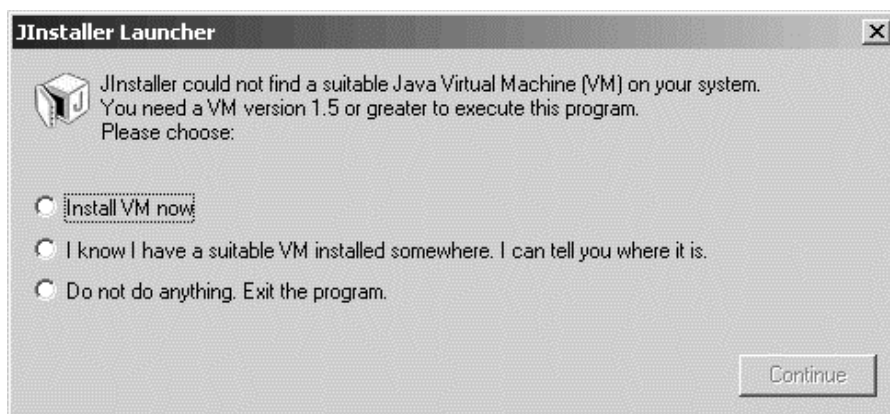 JInstaller Launcher
JInstaller could not find a suitable Java Virtual Machine (VM) on your system.
You need a VM version 1.5 or greater to execute this program.
Please choose:
Install VM now
I know I have a suitable VM installed somewhere. I can tell you where it is.
Do not do anything. Exit the program.
Continue